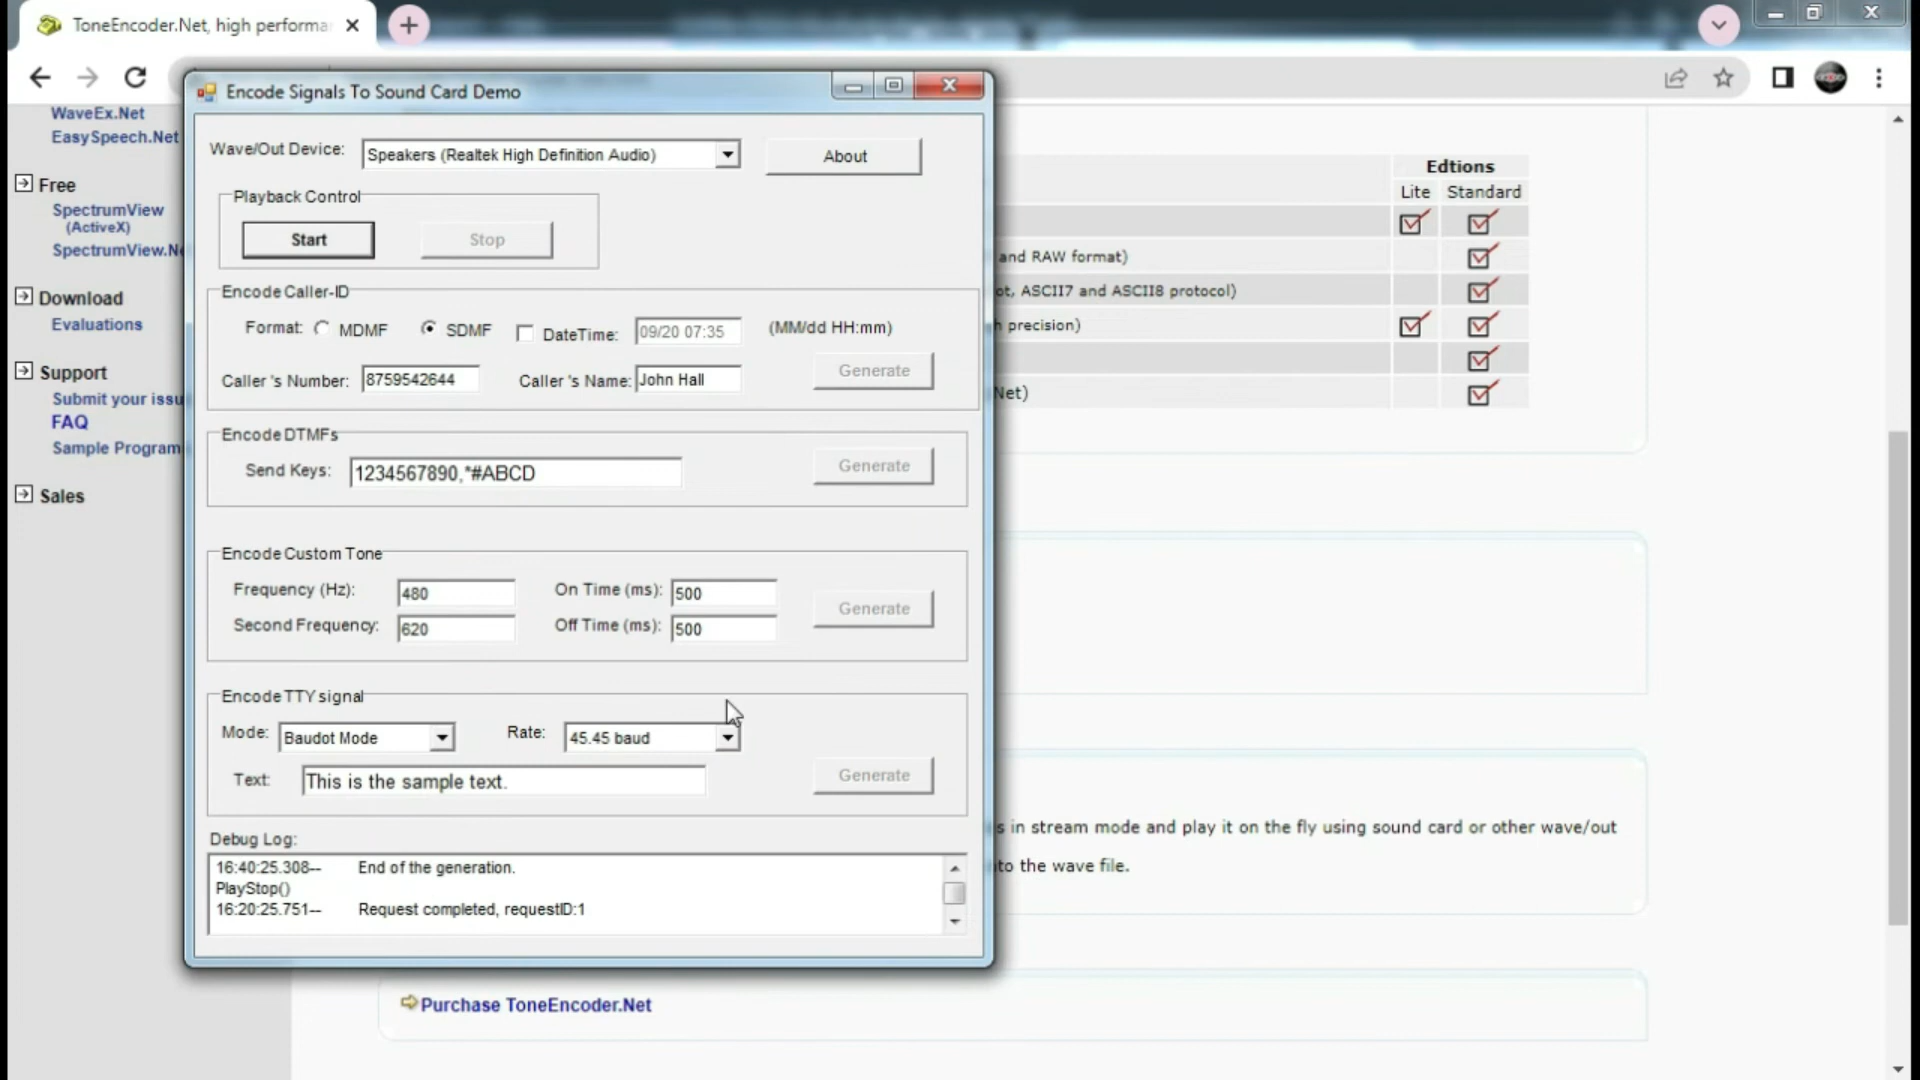 ToneEncoder.Net, high performa
Encode Signals To Sound Card Demo
WaveEx.Net
EasySpeech.Net
Free
SpectrumView
(ActiveX)
SpectrumView.Ne
Download
Evaluations
Support
Submit your issu
FAQ
Sample Program
Sales
Wave/Out Device: Speakers (Realtek High Definition Audio) About
Playback Control
Start Stop
Encode Caller-ID
Format: MDMF SDMF DateTime: 09/20 07:35 (MM/dd HH:mm)
Caller 's Number: 8759542644 Caller 's Name: John Hall Generate
Encode DTMFs
Send Keys: 1234567890,*#ABCD Generate
Encode Custom Tone
Frequency (Hz): 480 On Time (ms): 500
Second Frequency: 620 Off Time (ms): 500 Generate
Encode TTY signal
Mode: Baudot Mode Rate: 45.45 baud
Text: This is the sample text. Generate
Debug Log:
16:40:25.308-- End of the generation.
PlayStop()
16:20:25.751-- Request completed, requestID:1
Edtions
Lite Standard
and RAW format)
ot, ASCII7 and ASCII8 protocol)
h precision)
Net)
s in stream mode and play it on the fly using sound card or other wave/out
to the wave file.
Purchase ToneEncoder.Net